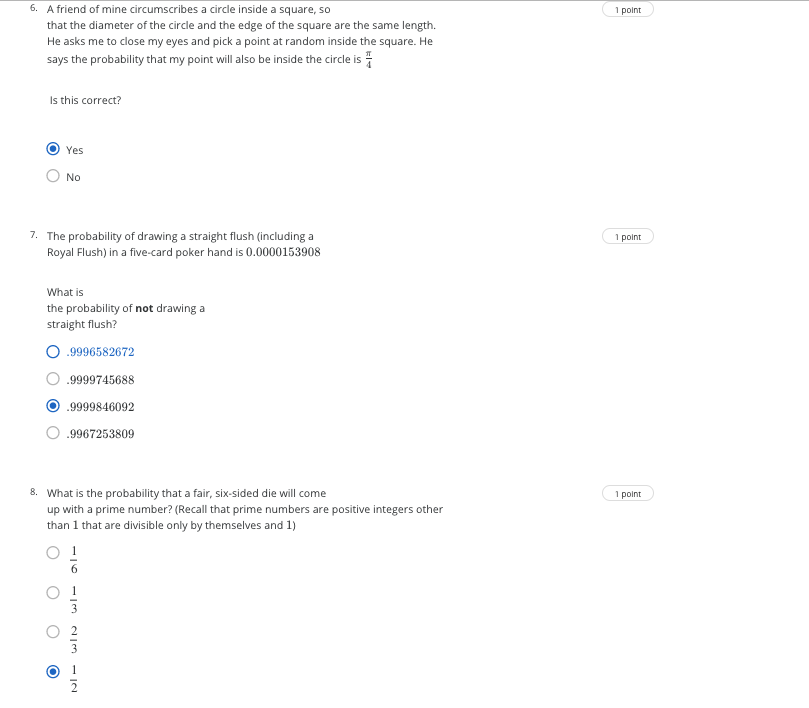 6. A friend of mine circumscribes a circle inside a square, so 1 point
that the diameter of the circle and the edge of the square are the same length.
He asks me to close my eyes and pick a point at random inside the square. He
says the probability that my point will also be inside the circle is π/4
Is this correct?
Yes
No
7. The probability of drawing a straight flush (including a 1 point
Royal Flush) in a five-card poker hand is 0.0000153908
What is
the probability of not drawing a
straight flush?
.9996582672
.9999745688
.9999846092
.9967253809
8. What is the probability that a fair, six-sided die will come 1 point
up with a prime number? (Recall that prime numbers are positive integers other
than 1 that are divisible only by themselves and 1)
1/6
1/3
2/3
1/2